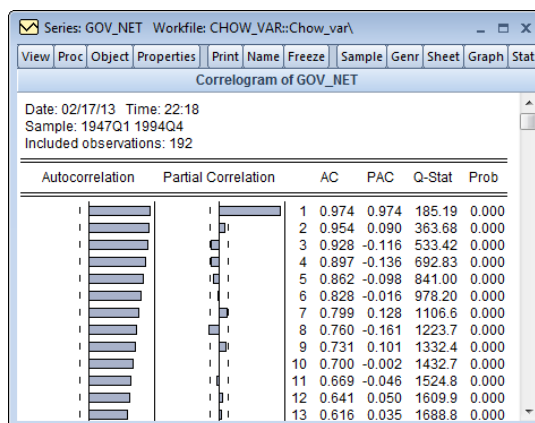 Series: GOV_NET Workfile: CHOW_VAR::Chow_var\
View Proc Object Properties Print Name Freeze Sample Genr Sheet Graph Stat
Correlogram of GOV_NET
Date: 02/17/13 Time: 22:18
Sample: 1947Q1 1994Q4
Included observations: 192
Autocorrelation Partial Correlation AC PAC Q-Stat Prob
1 0.974 0.974 185.19 0.000
2 0.954 0.090 363.68 0.000
3 0.928 -0.116 533.42 0.000
4 0.897 -0.136 692.83 0.000
5 0.862 -0.098 841.00 0.000
6 0.828 -0.016 978.20 0.000
7 0.799 0.128 1106.6 0.000
8 0.760 -0.161 1223.7 0.000
9 0.731 0.101 1332.4 0.000
10 0.700 -0.002 1432.7 0.000
11 0.669 -0.046 1524.8 0.000
12 0.641 0.050 1609.9 0.000
13 0.616 0.035 1688.8 0.000